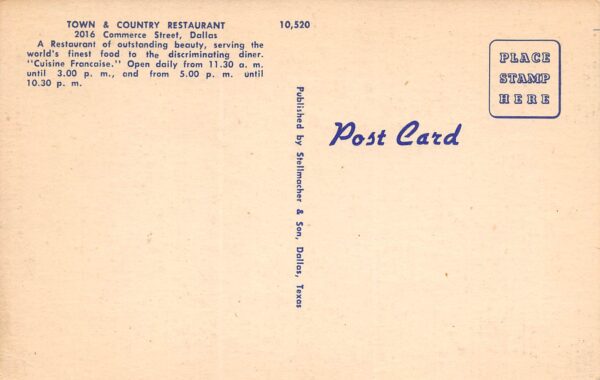 TOWN & COUNTRY RESTAURANT
2016 Commerce Street, Dallas
A Restaurant of outstanding beauty, serving the
world's finest food to the discriminating diner.
"Cuisine Francaise." Open daily from 11.30 a. m.
until 3.00 p. m., and from 5.00 p. m. until
10.30 p. m.
10,520
Published by Stellmacher & Son, Dallas, Texas
Post Card
PLACE
STAMP
HERE